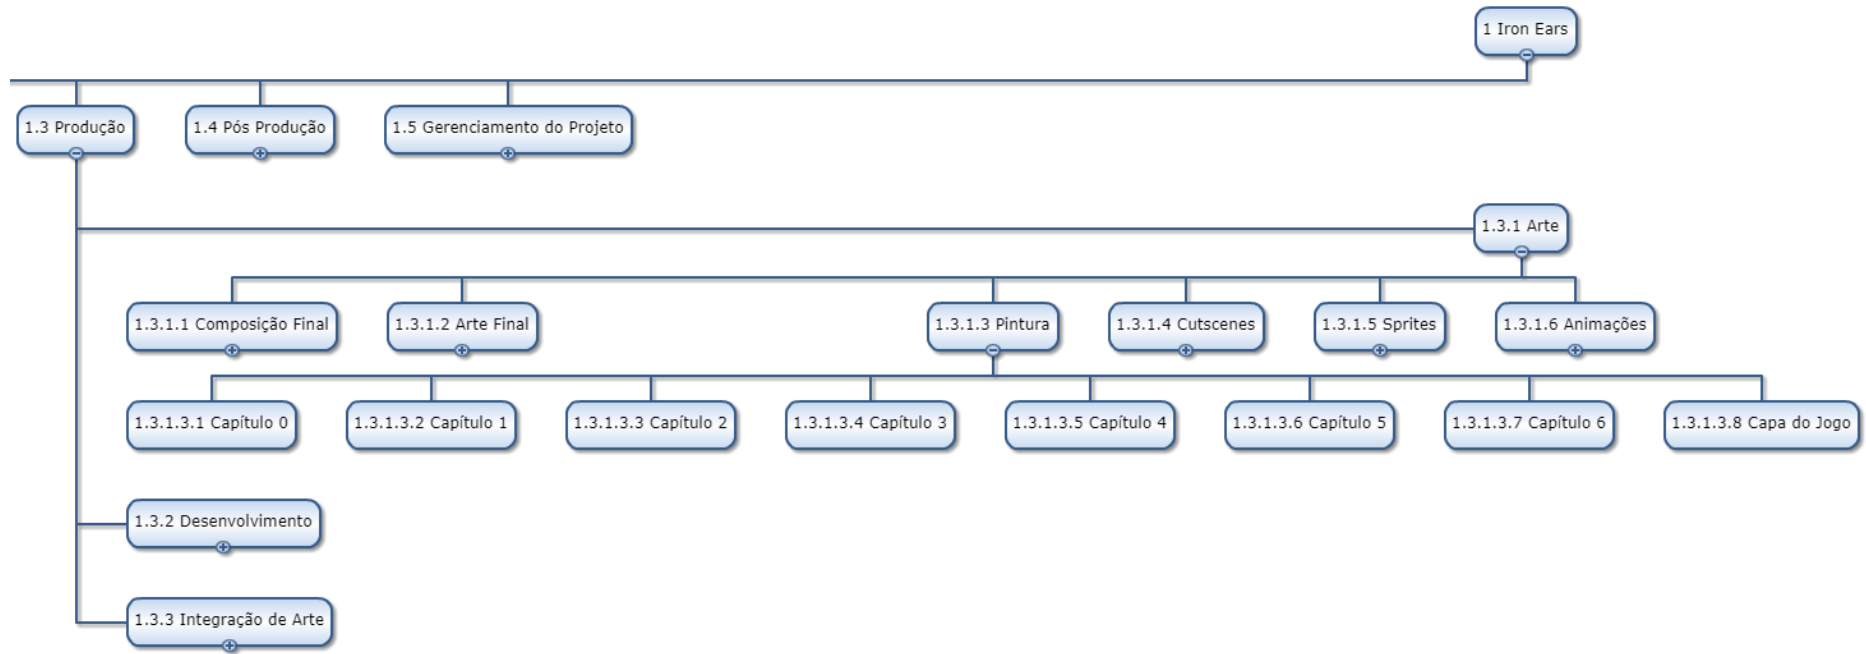 1 Iron Ears
1.3 Produção
1.4 Pós Produção
1.5 Gerenciamento do Projeto
1.3.1 Arte
1.3.1.1 Composição Final
1.3.1.2 Arte Final
1.3.1.3 Pintura
1.3.1.4 Cutscenes
1.3.1.5 Sprites
1.3.1.6 Animações
1.3.1.3.1 Capítulo 0
1.3.1.3.2 Capítulo 1
1.3.1.3.3 Capítulo 2
1.3.1.3.4 Capítulo 3
1.3.1.3.5 Capítulo 4
1.3.1.3.6 Capítulo 5
1.3.1.3.7 Capítulo 6
1.3.1.3.8 Capa do Jogo
1.3.2 Desenvolvimento
1.3.3 Integração de Arte